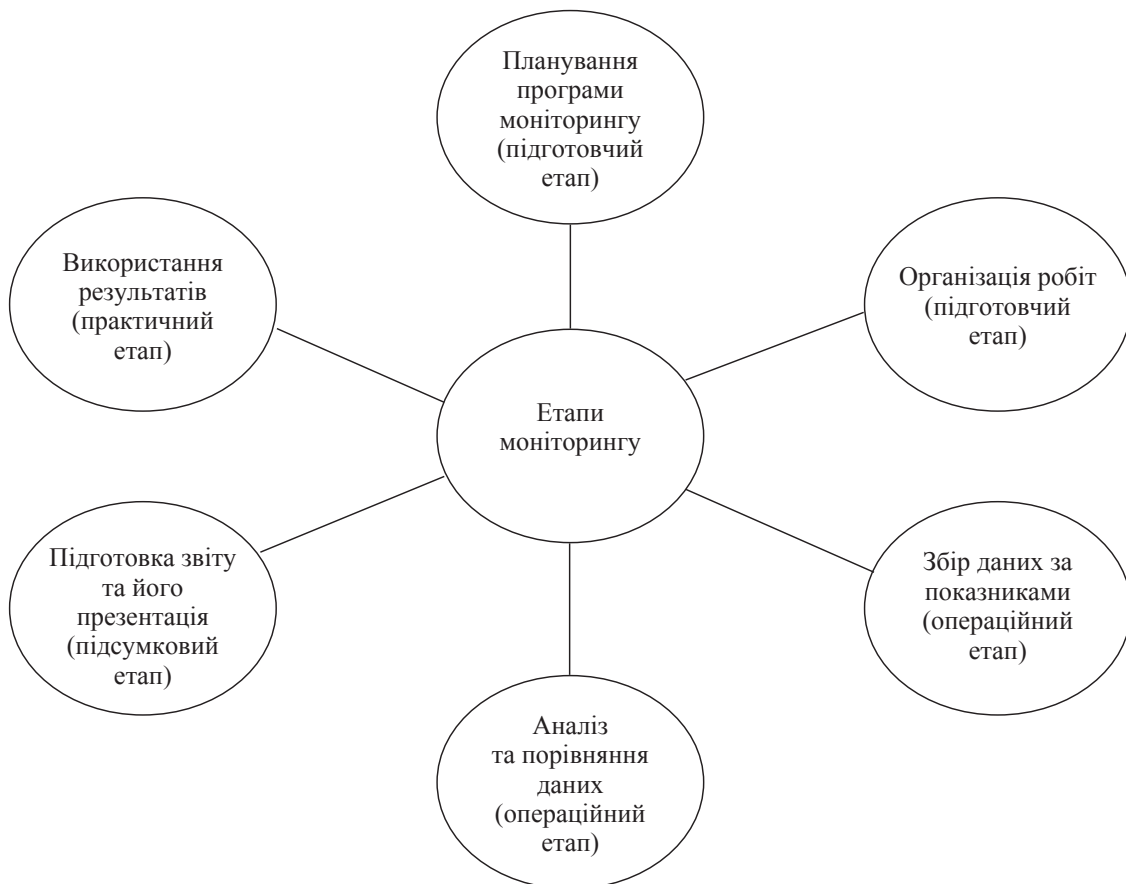 Планування
програми
моніторингу
(підготовчий
етап)
Організація робіт
(підготовчий
етап)
Збір даних за
показниками
(операційний
етап)
Аналіз
та порівняння
даних
(операційний
етап)
Підготовка звіту
та його
презентація
(підсумковий
етап)
Використання
результатів
(практичний
етап)
Етапи
моніторингу